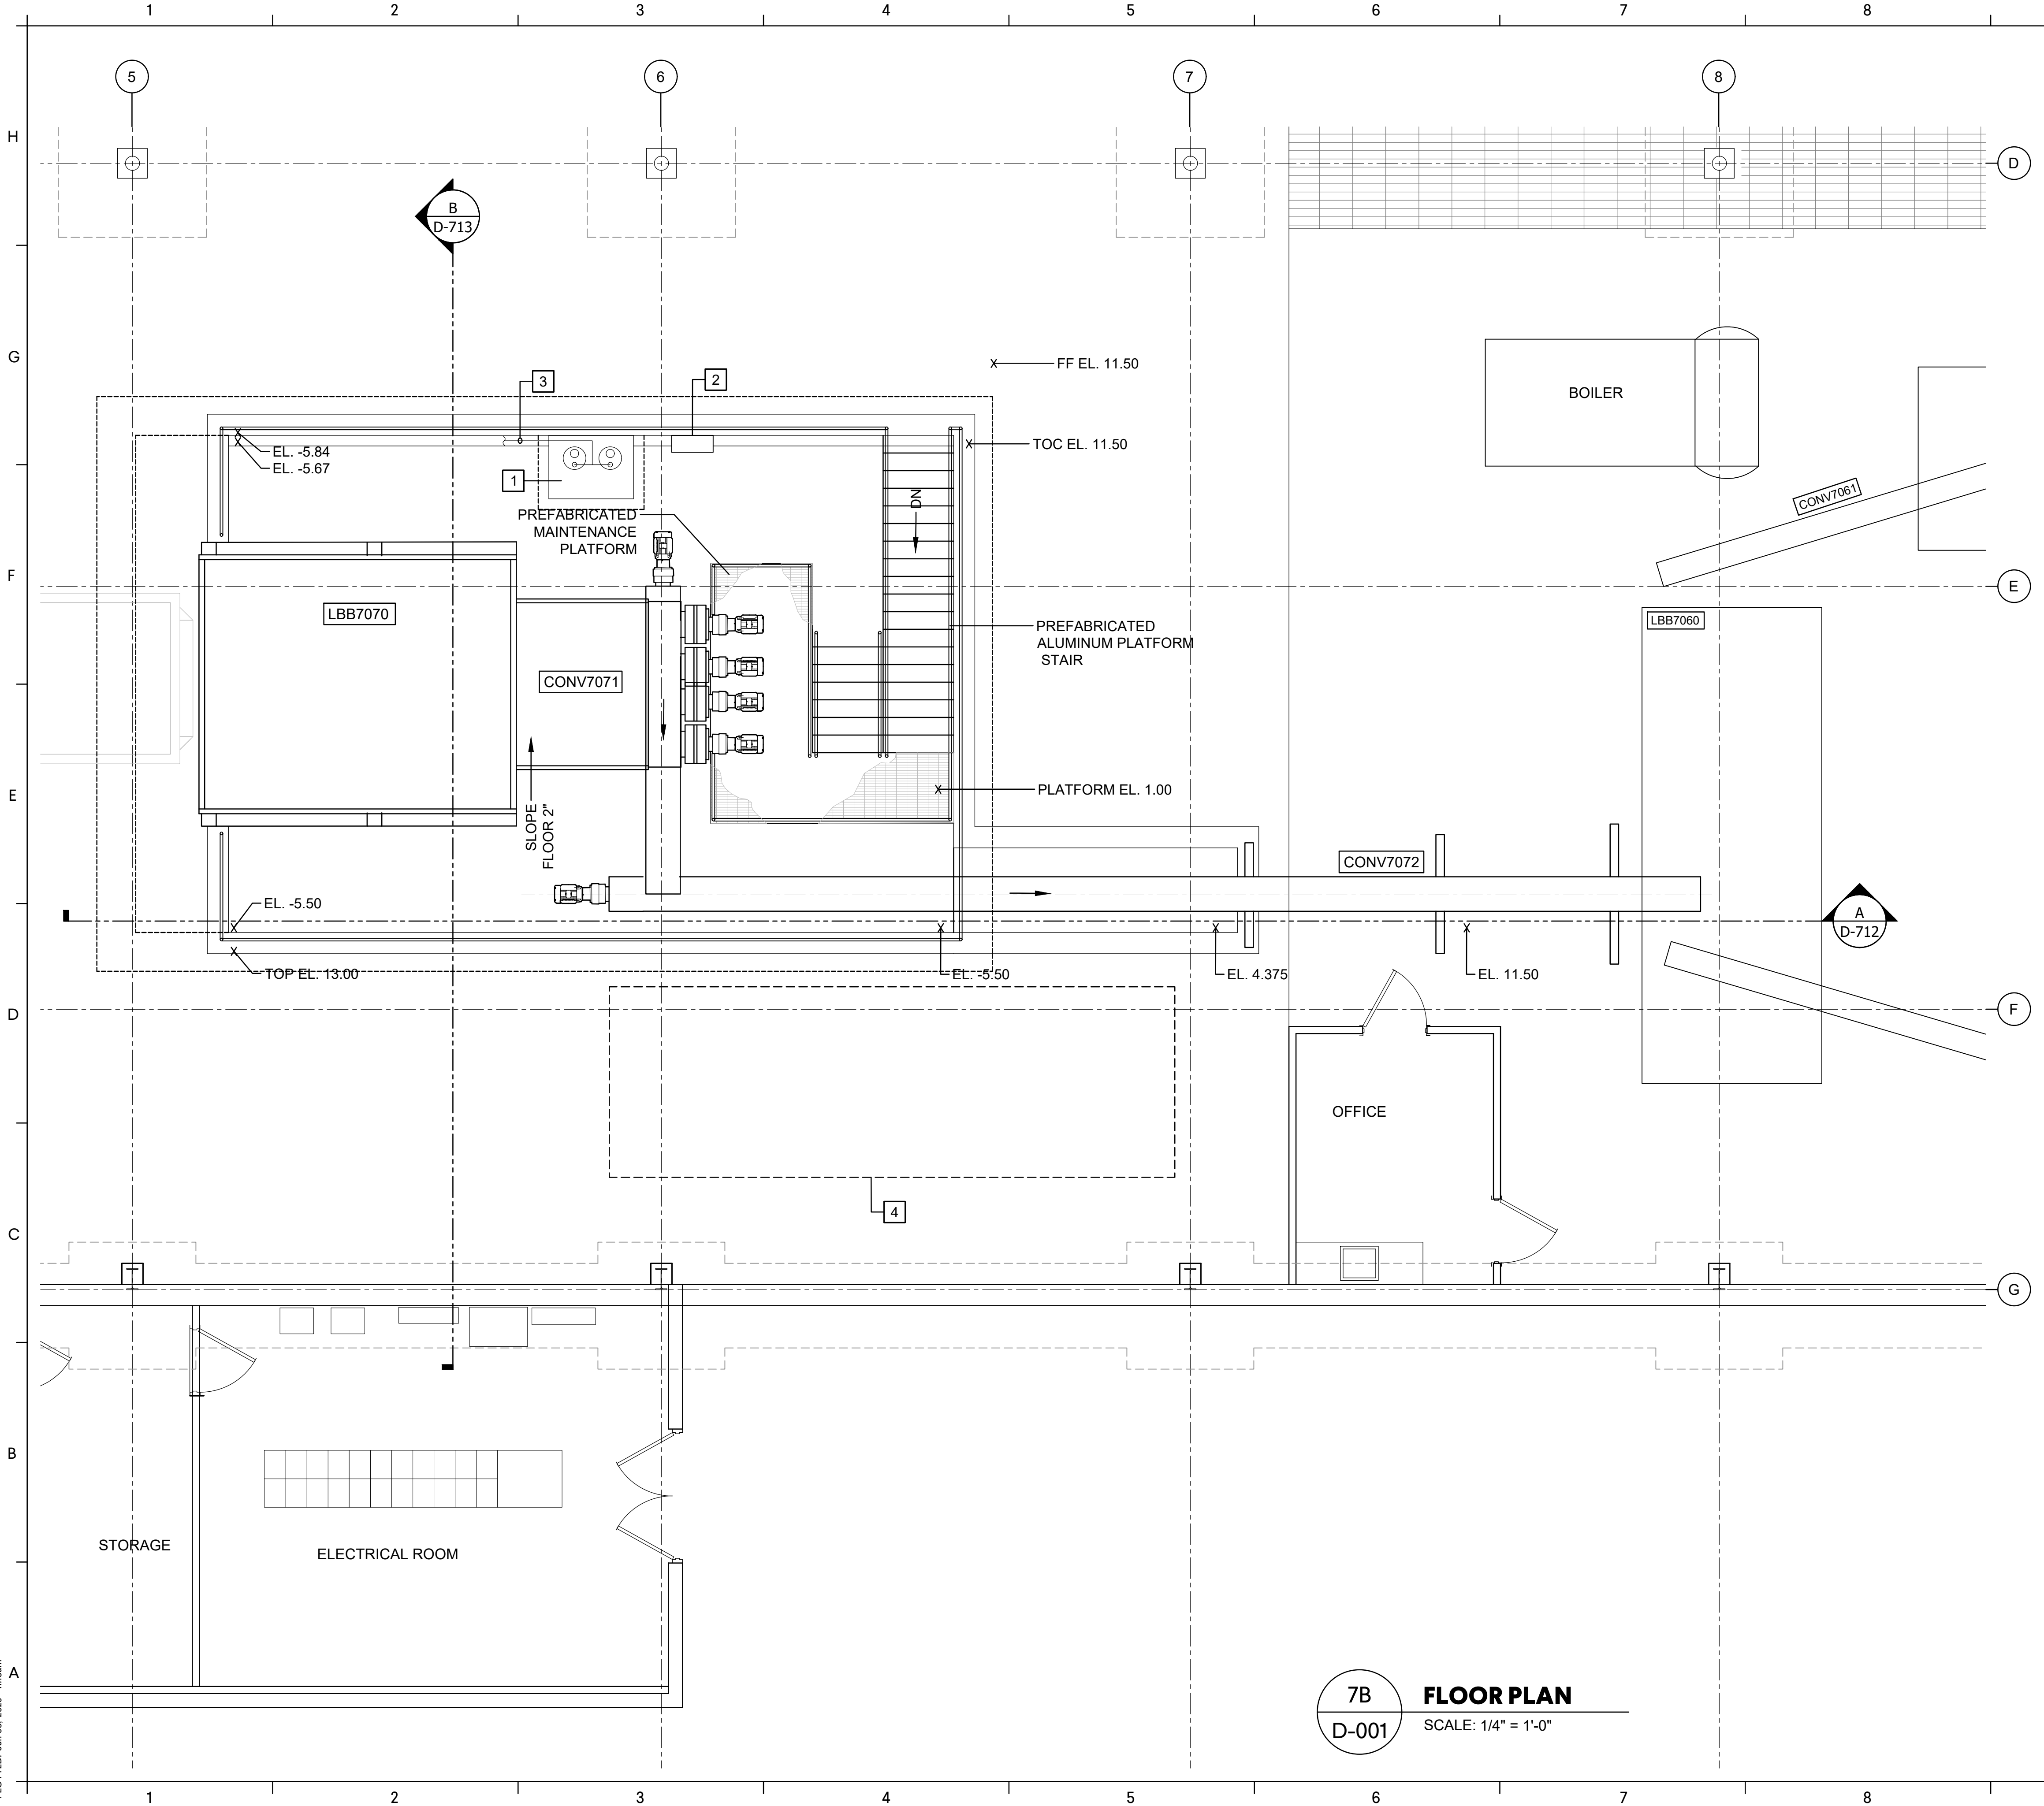 1 2 3 4 5 6 7 8
5 6 7 8
H
D
B
D-713
G
FF EL. 11.50
3
2
BOILER
TOC EL. 11.50
EL. -5.84
EL. -5.67
1
DN
CONV7061
PREFABRICATED
MAINTENANCE
PLATFORM
F
E
LBB7070
LBB7060
PREFABRICATED
ALUMINUM PLATFORM
STAIR
CONV7071
E
PLATFORM EL. 1.00
SLOPE
FLOOR 2"
CONV7072
EL. -5.50
A
D-712
TOP EL. 13.00
EL. -5.50
EL. 4.375
EL. 11.50
D
F
OFFICE
4
C
G
B
STORAGE
ELECTRICAL ROOM
A
7B
D-001
FLOOR PLAN
SCALE: 1/4" = 1'-0"
1 2 3 4 5 6 7 8